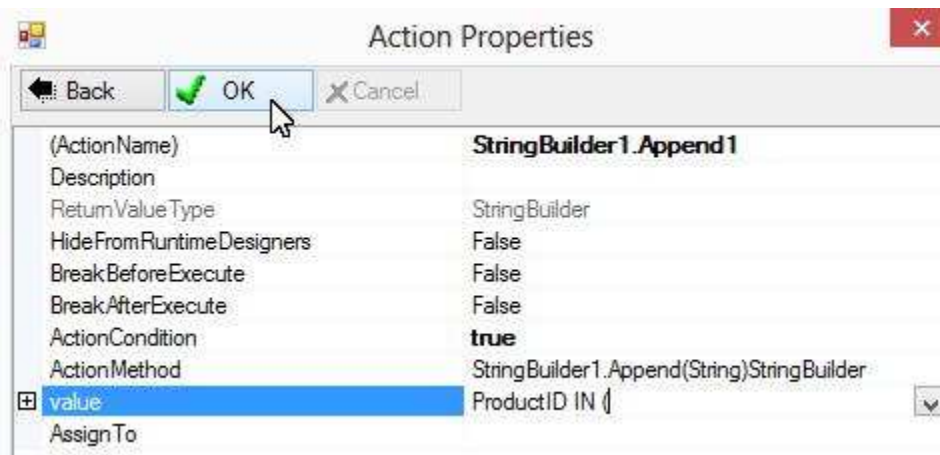 Action Properties
Back OK Cancel
(ActionName) StringBuilder1.Append1
Description
ReturnValueType StringBuilder
HideFromRuntimeDesigners False
BreakBeforeExecute False
BreakAfterExecute False
ActionCondition true
ActionMethod StringBuilder1.Append(String)StringBuilder
value ProductID IN (
AssignTo